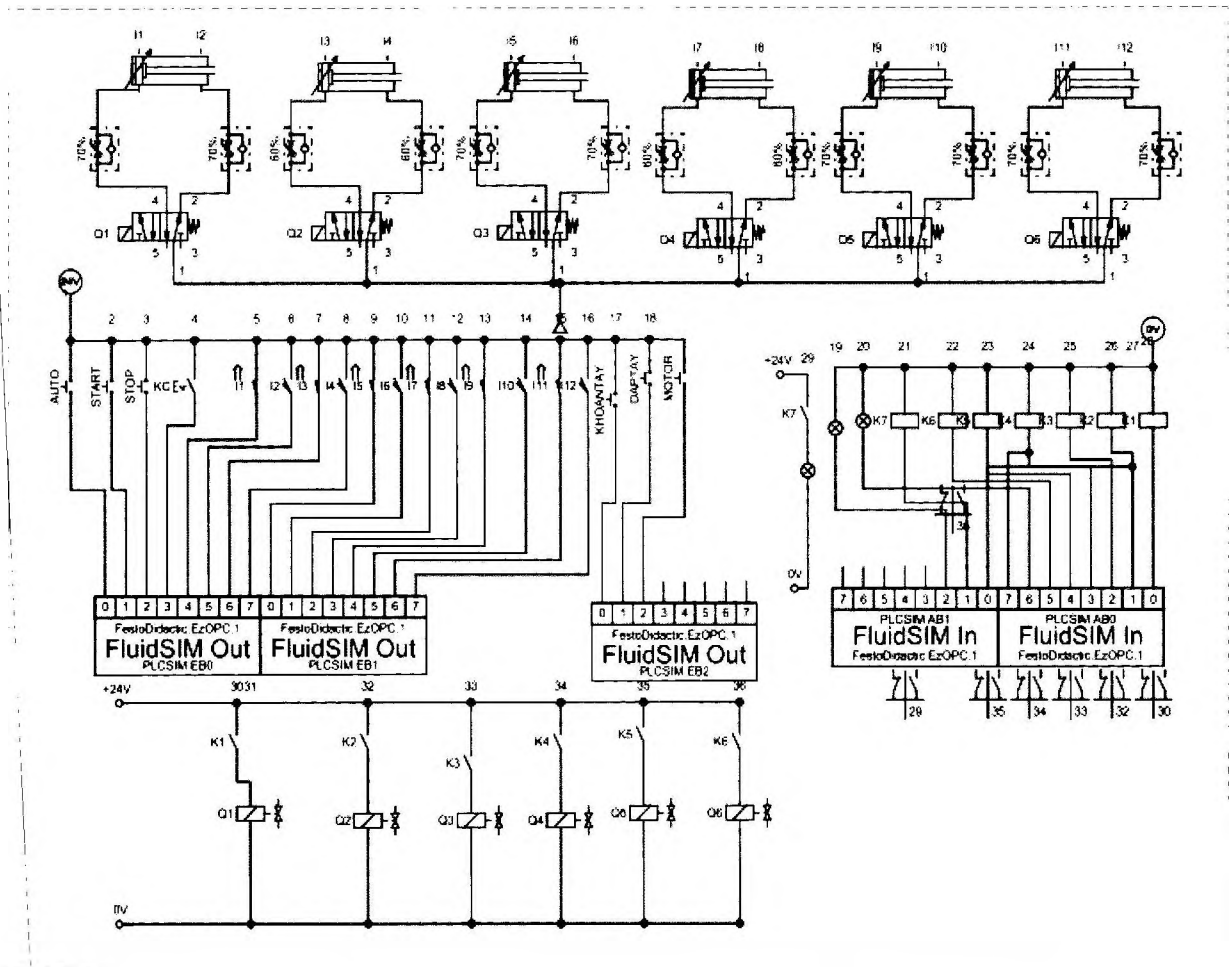 I1 I2 I3 I4 I5 I6 I7 I8 I9 I10 I11 I12
70% 70% 60% 60% 70% 70% 60% 60% 70% 70% 70% 70%
4 2 4 2 4 2 4 2 4 2 4 2
Q1 Q2 Q3 Q4 Q5 Q6
5 3 5 3 5 3 5 3 5 3 5 3
1 1 1 1 1 1
2 3 4 5 6 7 8 9 10 11 12 13 14 15 16 17 18
AUTO START STOP I1 I2 I3 I4 I5 I6 I7 I8 I9 I10 I11 I12 KHOANTAY DAPTAY MOTOR
0V
+24V 29 19 20 21 22 23 24 25 26 27 28
K7 K7 K6 K5 K4 K3 K2 K1
0V
0 1 2 3 4 5 6 7 0 1 2 3 4 5 6 7
FestoDidactic.EzOPC.1 FestoDidactic.EzOPC.1
FluidSIM Out FluidSIM Out
PLCSIM EB0 PLCSIM EB1
0 1 2 3 4 5 6 7
FestoDidactic.EzOPC.1
FluidSIM Out
PLCSIM EB2
7 6 5 4 3 2 1 0 7 6 5 4 3 2 1 0
PLCSIM AB1 PLCSIM AB0
FluidSIM In FluidSIM In
FestoDidactic.EzOPC.1 FestoDidactic.EzOPC.1
29 35 34 33 32 30
+24V 30 31 32 33 34 35 36
K1 K2 K3 K4 K5 K6
Q1 Q2 Q3 Q4 Q6
0V